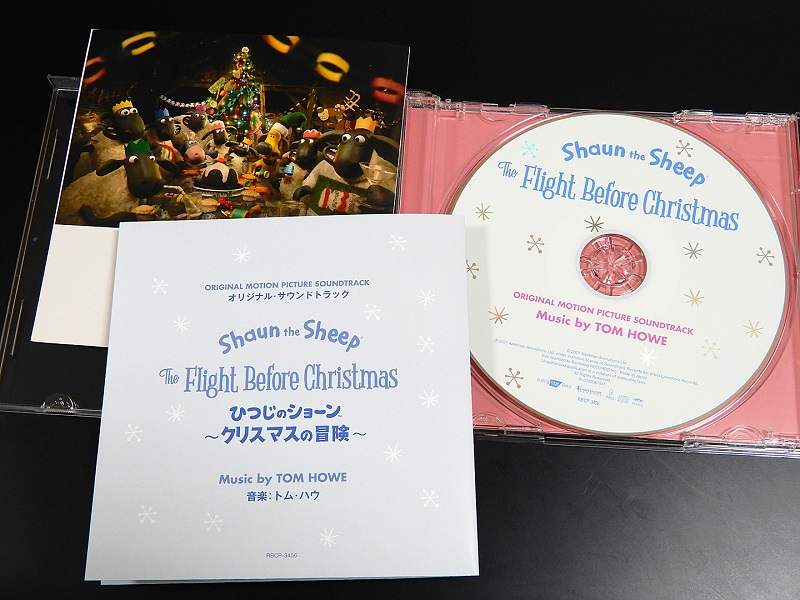 ORIGINAL MOTION PICTURE SOUNDTRACK
オリジナル・サウンドトラック
Shaun the Sheep
The Flight Before Christmas
ひつじのショーン
～クリスマスの冒険～
Music by TOM HOWE
音楽：トム・ハウ
RBCP-3456
Shaun the Sheep
The Flight Before Christmas
ORIGINAL MOTION PICTURE SOUNDTRACK
Music by TOM HOWE
RBCP-3456